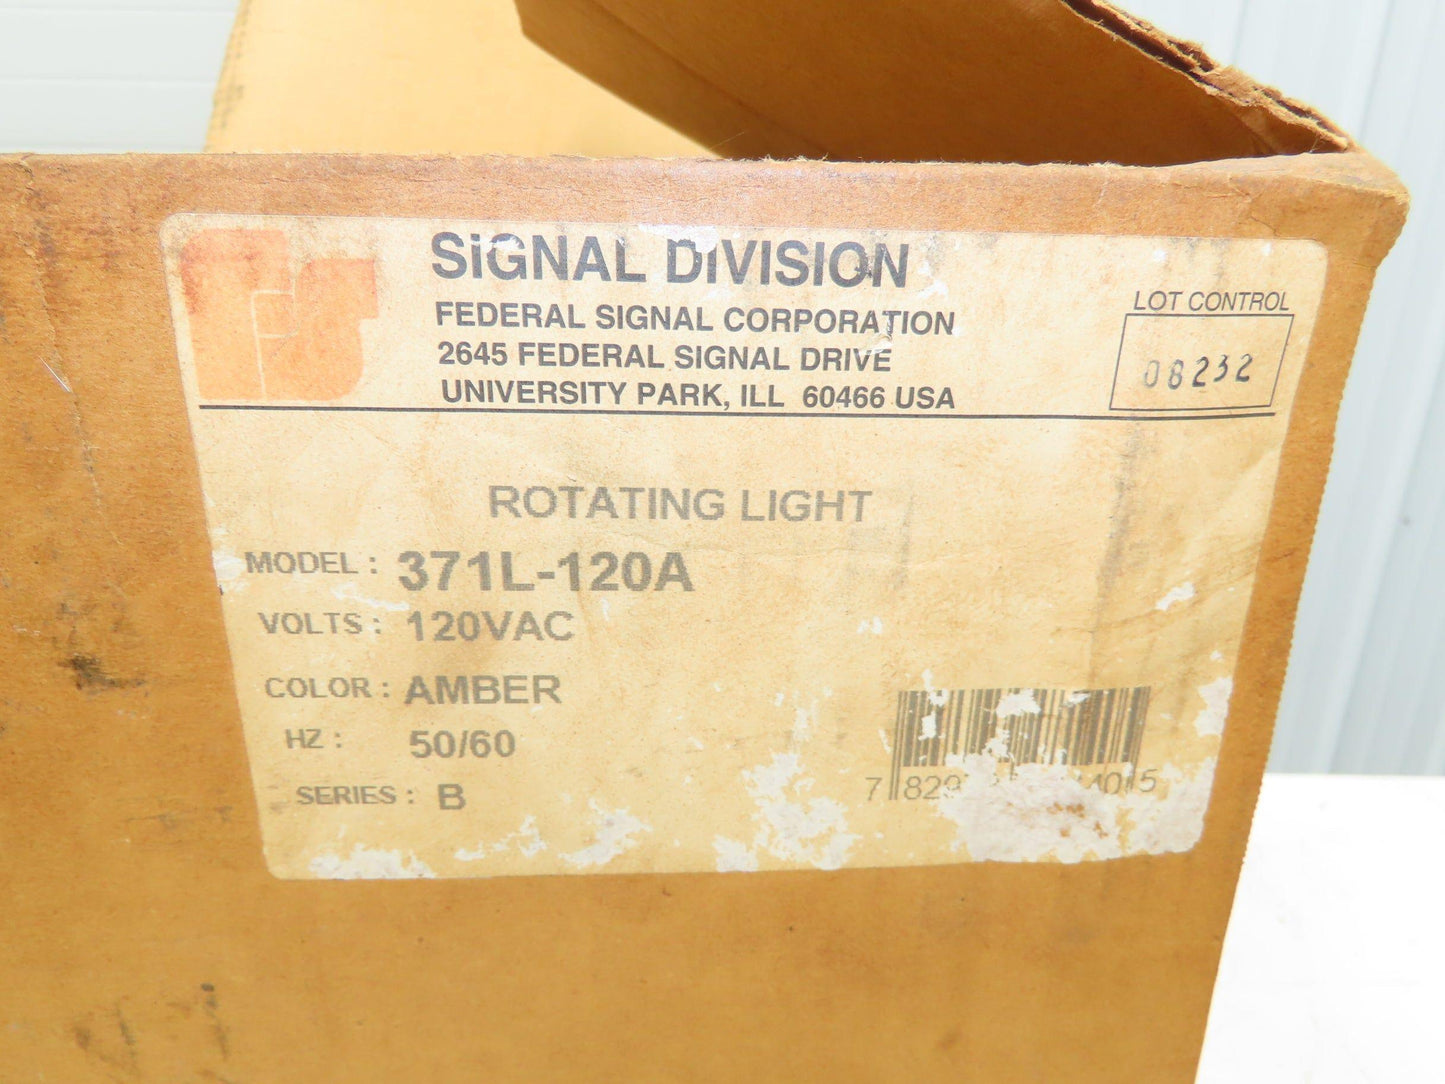 SiGNAL DIVISION
FEDERAL SIGNAL CORPORATION
2645 FEDERAL SIGNAL DRIVE
UNIVERSITY PARK, ILL 60466 USA
LOT CONTROL
08232
ROTATING LIGHT
MODEL : 371L-120A
VOLTS : 120VAC
COLOR : AMBER
HZ : 50/60
SERIES : B